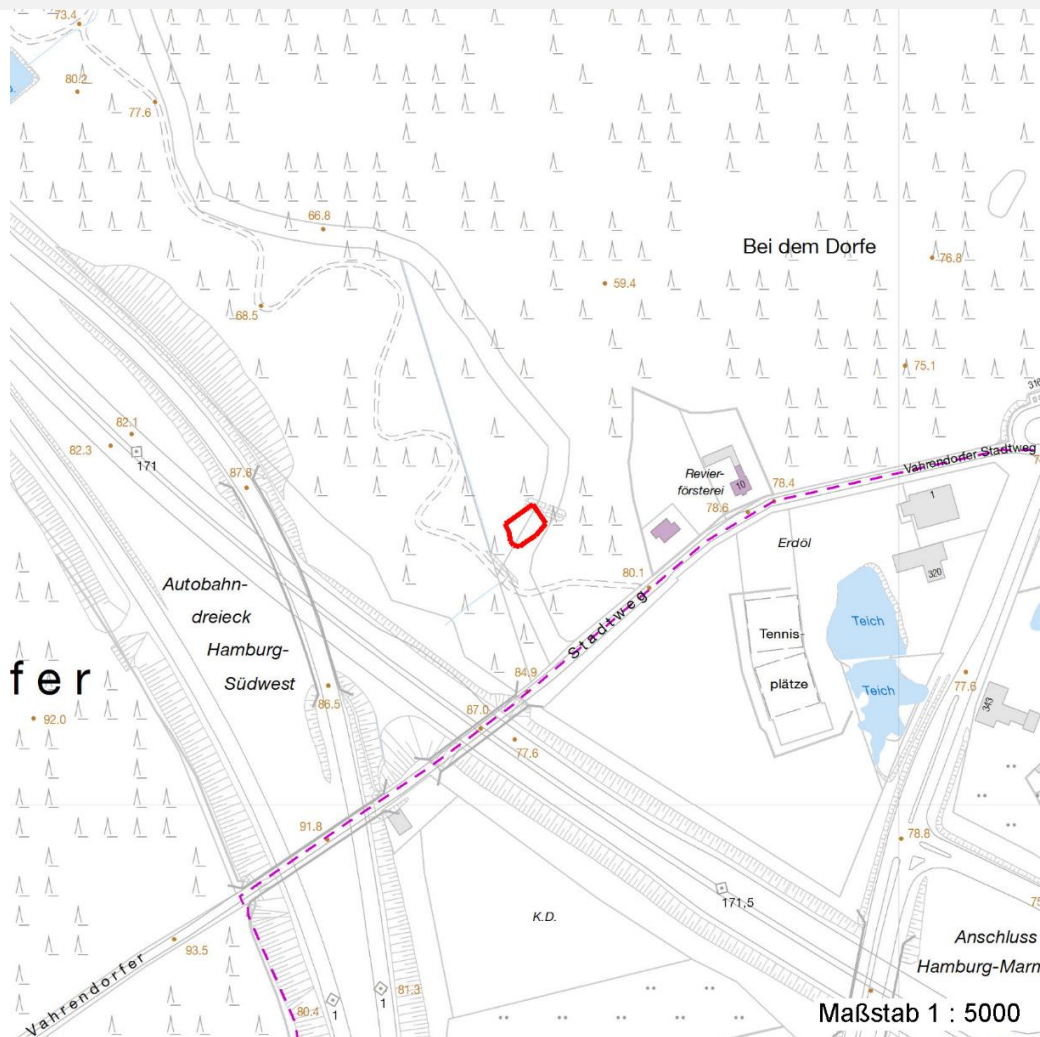 73.4
80.2
77.6
66.8
Bei dem Dorfe
76.8
59.4
68.5
75.1
82.1
82.3
171
87.8
Revier-
försterei
10
78.4
78.6
Vahrendorfer Stadtweg
1
Erdöl
320
80.1
Stadtweg
Autobahn-
dreieck
Hamburg-
Südwest
Tennis-
plätze
Teich
Teich
fer
84.9
86.5
87.0
77.6
77.6
343
92.0
91.8
78.8
171,5
K.D.
93.5
Vahrendorfer
80.4
1
1
81.3
Anschluss
Hamburg-Marm
Maßstab 1 : 5000